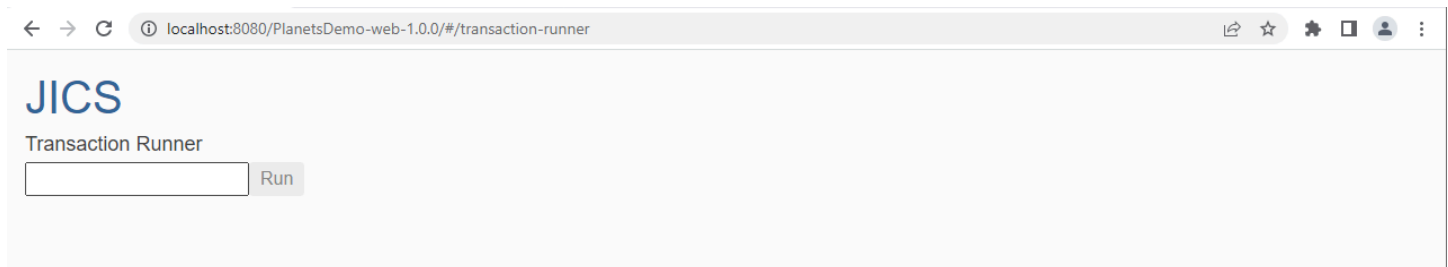 localhost:8080/PlanetsDemo-web-1.0.0/#/transaction-runner
JICS
Transaction Runner
Run